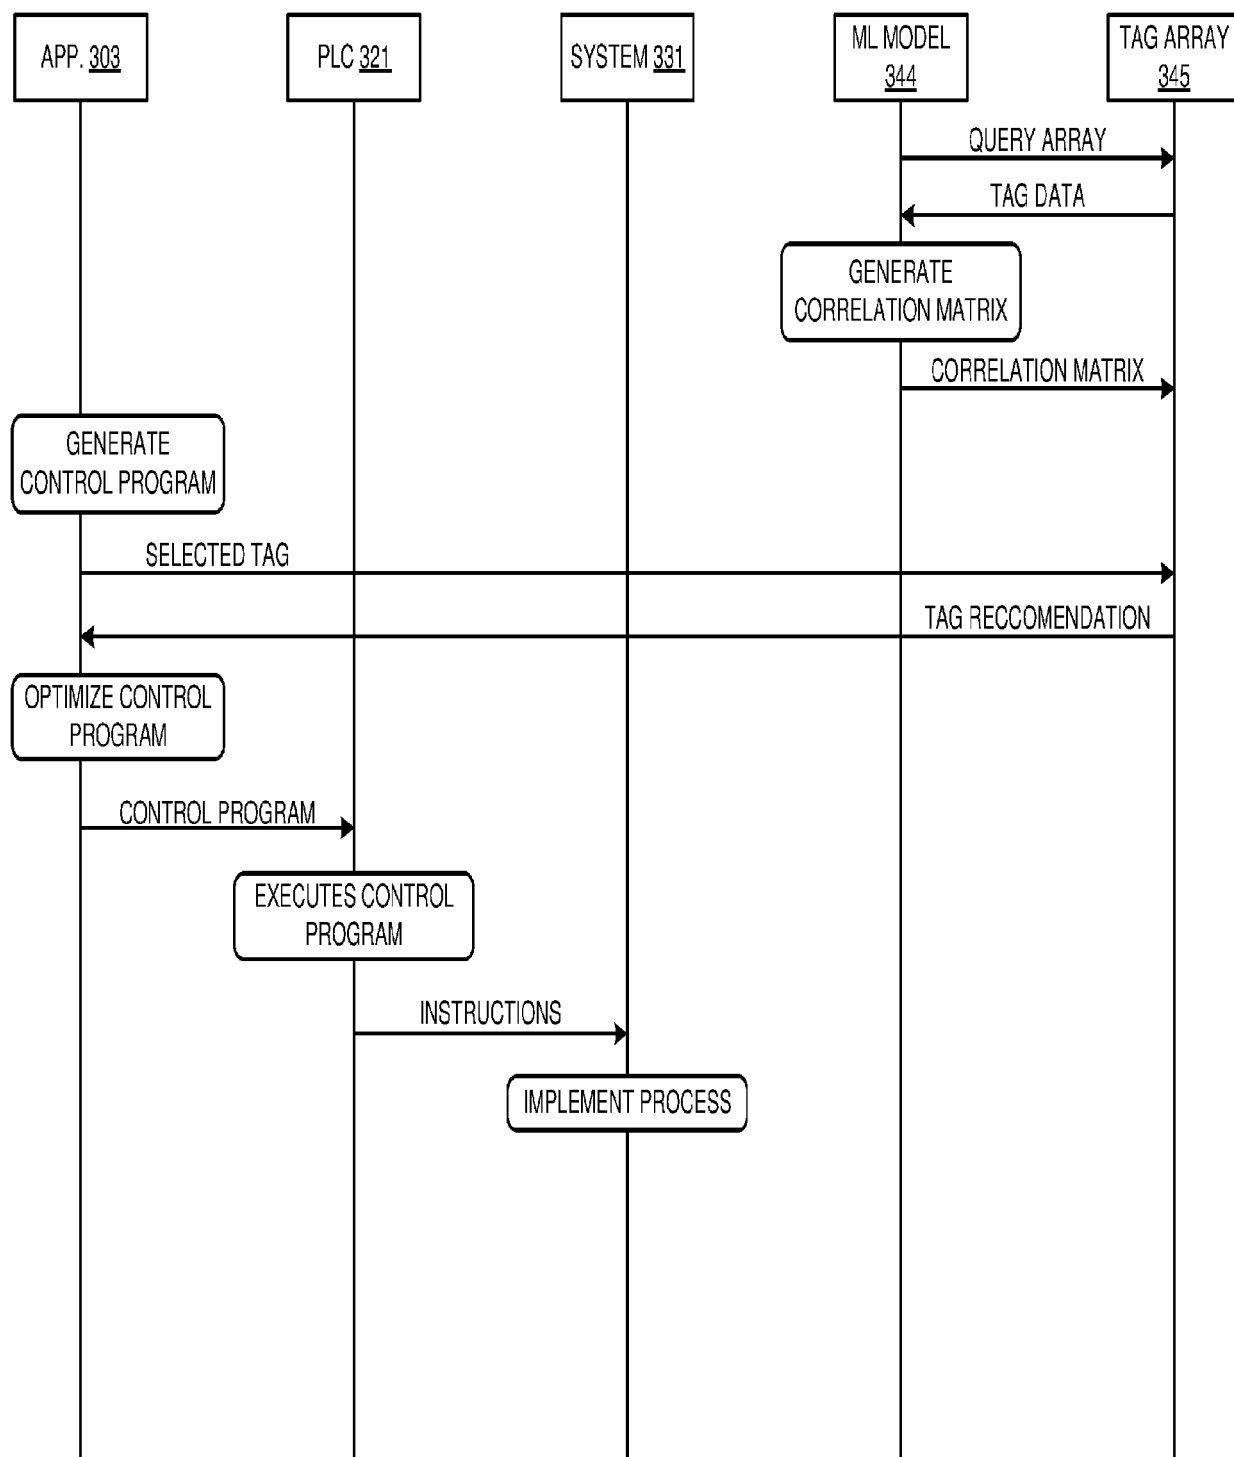 APP. 303
PLC 321
SYSTEM 331
ML MODEL
344
TAG ARRAY
345
QUERY ARRAY
TAG DATA
GENERATE
CORRELATION MATRIX
CORRELATION MATRIX
GENERATE
CONTROL PROGRAM
SELECTED TAG
TAG RECCOMENDATION
OPTIMIZE CONTROL
PROGRAM
CONTROL PROGRAM
EXECUTES CONTROL
PROGRAM
INSTRUCTIONS
IMPLEMENT PROCESS